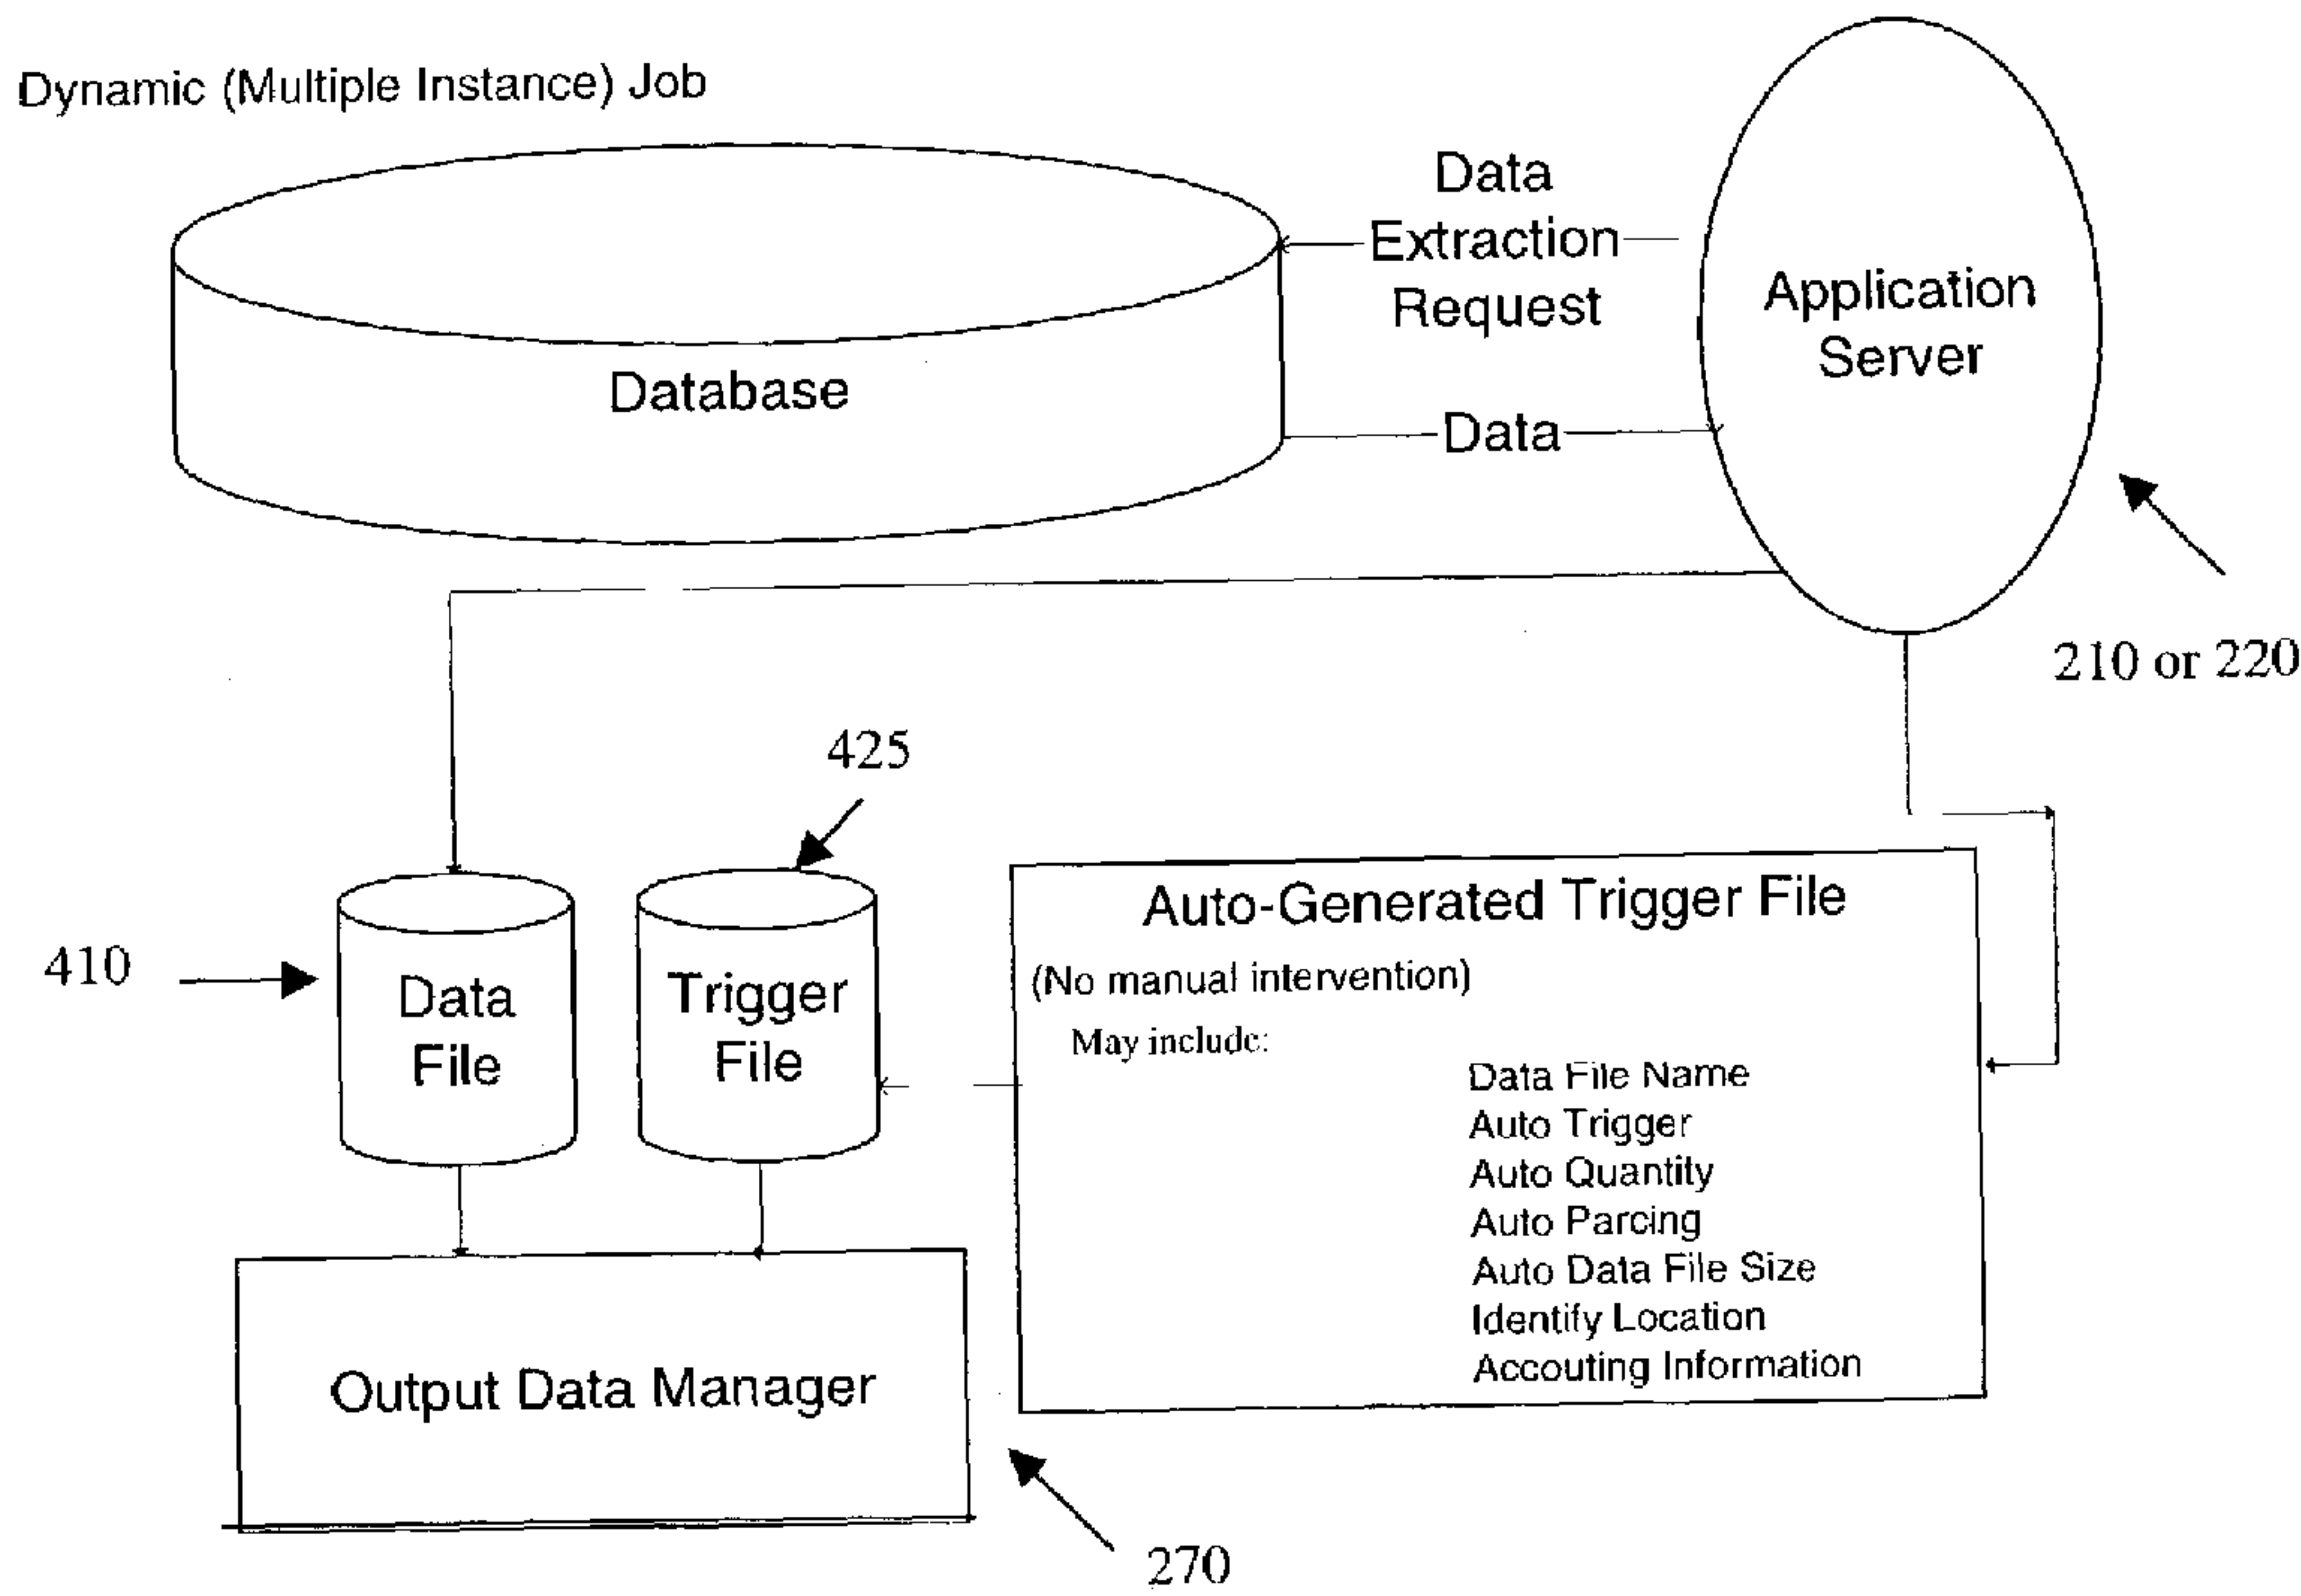 Dynamic (Multiple Instance) Job
Data
Extraction
Request
Application
Server
Database
Data
210 or 220
425
410
Data
File
Trigger
File
Auto-Generated Trigger File
(No manual intervention)
May include:
Data File Name
Auto Trigger
Auto Quantity
Auto Parcing
Auto Data File Size
Identify Location
Accouting Information
Output Data Manager
270